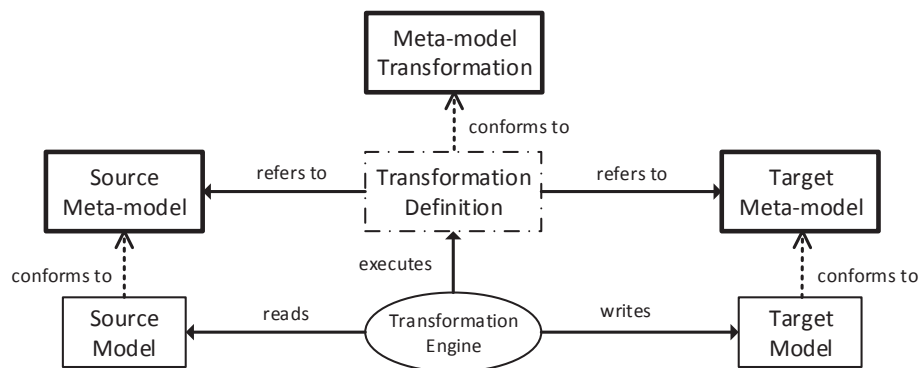 Meta-model
Transformation
conforms to
Source
Meta-model
refers to
Transformation
Definition
refers to
Target
Meta-model
conforms to
executes
conforms to
Source
Model
reads
Transformation
Engine
writes
Target
Model